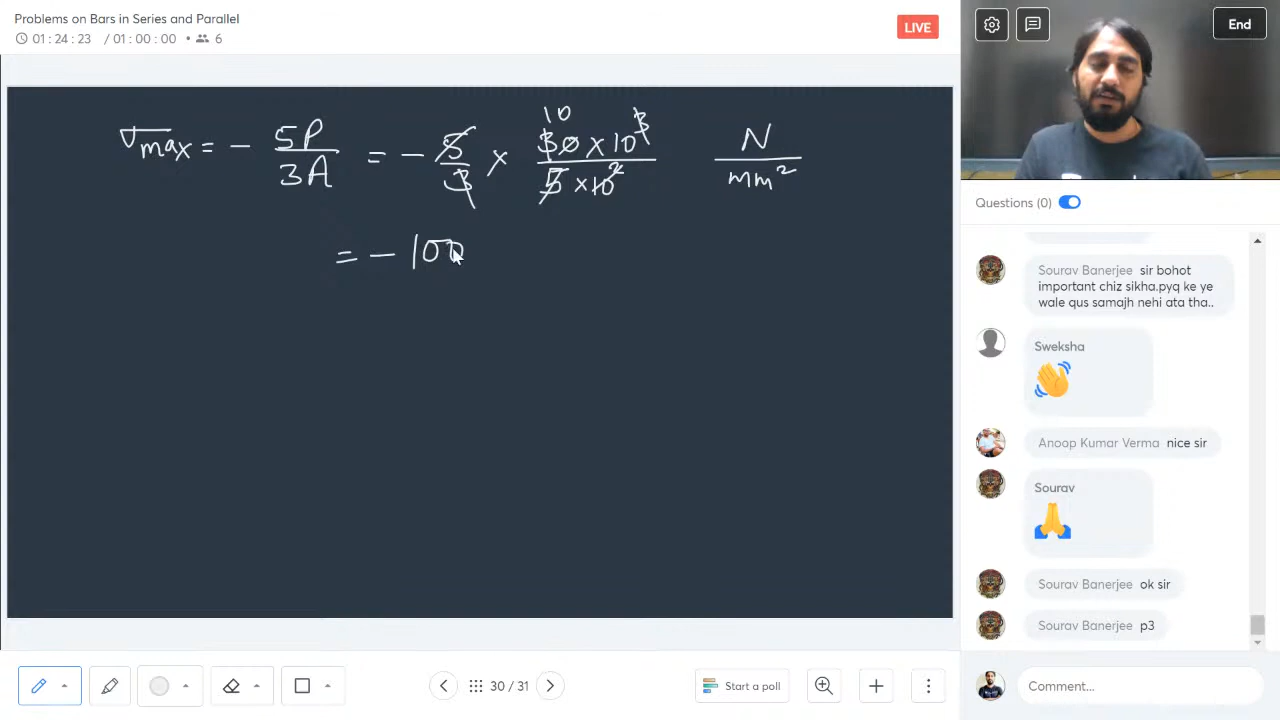 Problems on Bars in Series and Parallel
01 : 24 : 23 / 01 : 00 : 00 • 6
LIVE
End
σmax = - 5P/3A = - 5/3 × 30 × 10³/5 × 10² N/mm²
10
= - 100
Questions (0)
Sourav Banerjee sir bohot
important chiz sikha.pyq ke ye
wale qus samajh nehi ata tha..
Sweksha
Anoop Kumar Verma nice sir
Sourav
Sourav Banerjee ok sir
Sourav Banerjee p3
30 / 31
Start a poll
Comment...